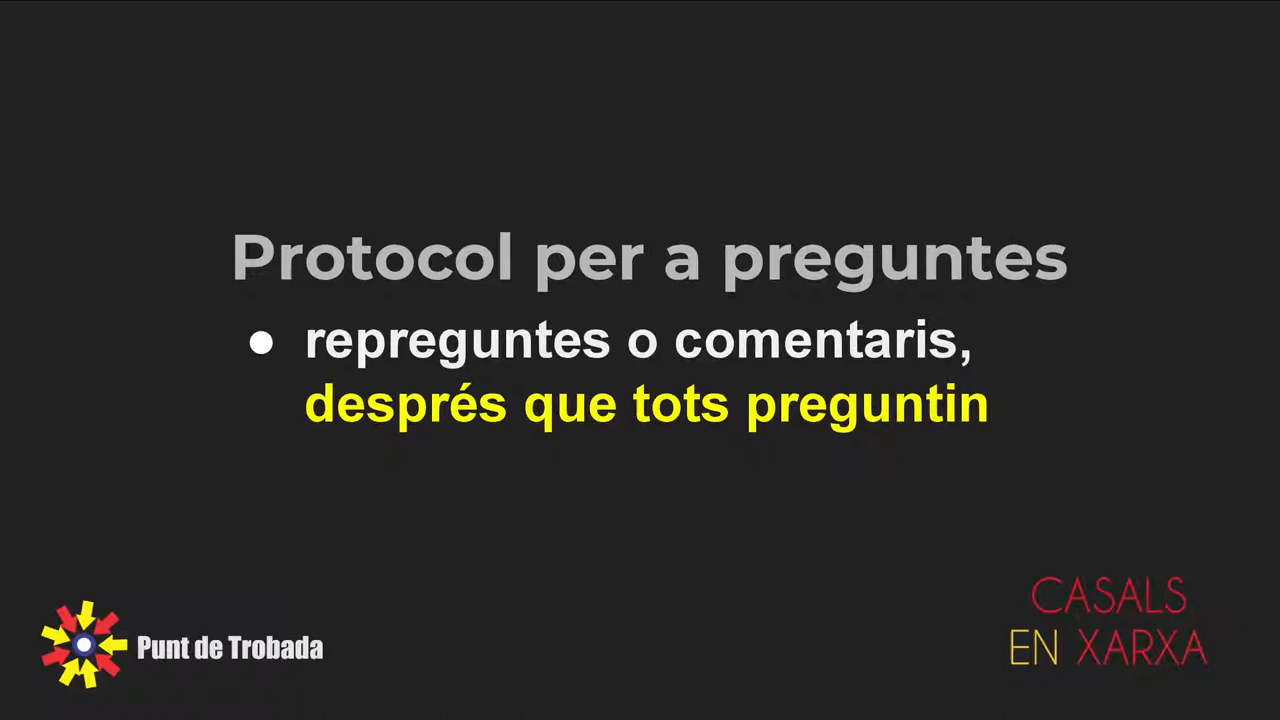 Protocol per a preguntes
● repreguntes o comentaris,
després que tots preguntin
Punt de Trobada
CASALS
EN XARXA